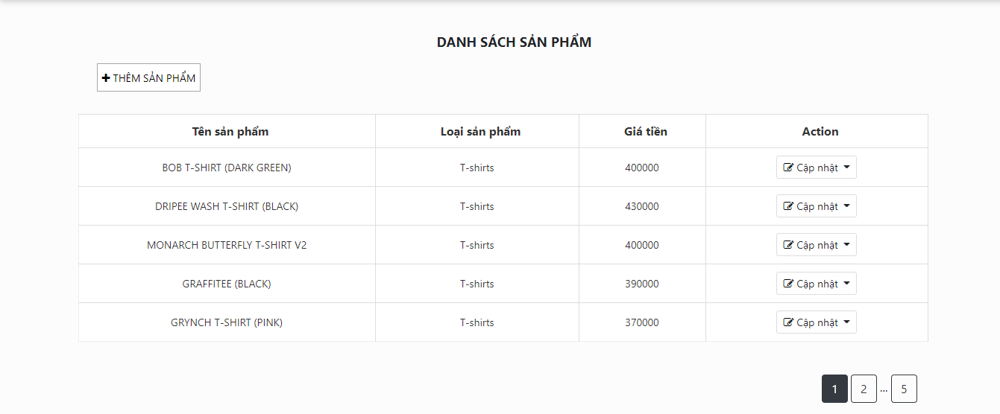 DANH SÁCH SẢN PHẨM
THÊM SẢN PHẨM
Tên sản phẩm Loại sản phẩm Giá tiền Action
BOB T-SHIRT (DARK GREEN) T-shirts 400000 Cập nhật
DRIPEE WASH T-SHIRT (BLACK) T-shirts 430000 Cập nhật
MONARCH BUTTERFLY T-SHIRT V2 T-shirts 400000 Cập nhật
GRAFFITEE (BLACK) T-shirts 390000 Cập nhật
GRYNCH T-SHIRT (PINK) T-shirts 370000 Cập nhật
1 2 ... 5